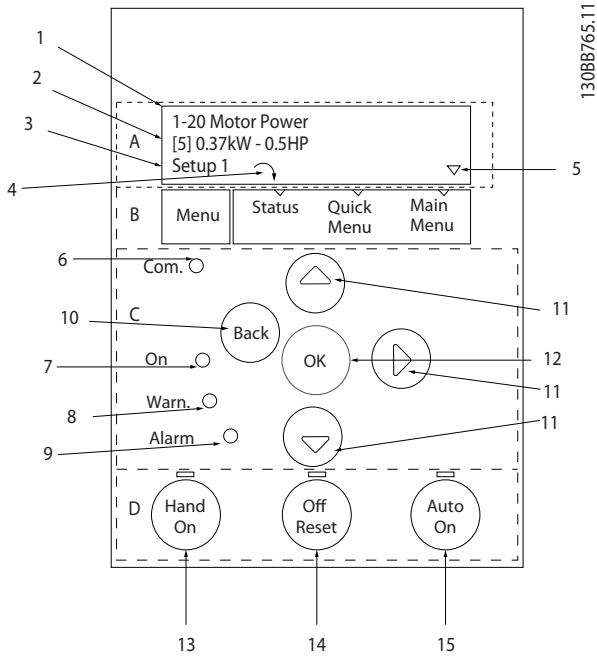 130BB765.11
1
2
3
4
5
A
1-20 Motor Power
[5] 0.37kW - 0.5HP
Setup 1
B
Menu
Status
Quick
Menu
Main
Menu
6
Com.
C
10
Back
11
On
7
OK
12
11
Warn.
8
11
Alarm
9
D
Hand
On
Off
Reset
Auto
On
13
14
15